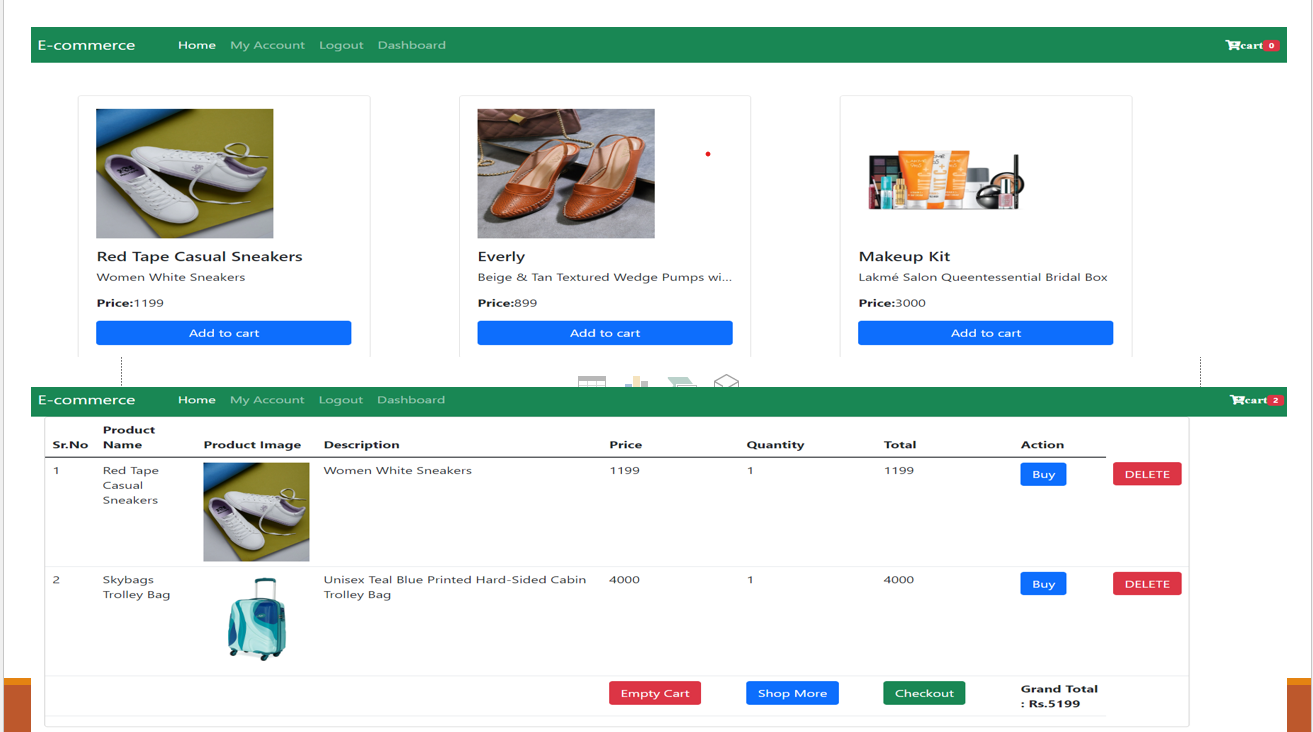 E-commerce Home My Account Logout Dashboard cart 0
Red Tape Casual Sneakers
Women White Sneakers
Price:1199
Add to cart
Everly
Beige & Tan Textured Wedge Pumps wi...
Price:899
Add to cart
Makeup Kit
Lakmé Salon Queentessential Bridal Box
Price:3000
Add to cart
E-commerce Home My Account Logout Dashboard cart 2
Sr.No Product Name Product Image Description Price Quantity Total Action
1 Red Tape Women White Sneakers 1199 1 1199 Buy DELETE
Casual
Sneakers
2 Skybags Unisex Teal Blue Printed Hard-Sided Cabin 4000 1 4000 Buy DELETE
Trolley Bag Trolley Bag
Empty Cart Shop More Checkout Grand Total
: Rs.5199